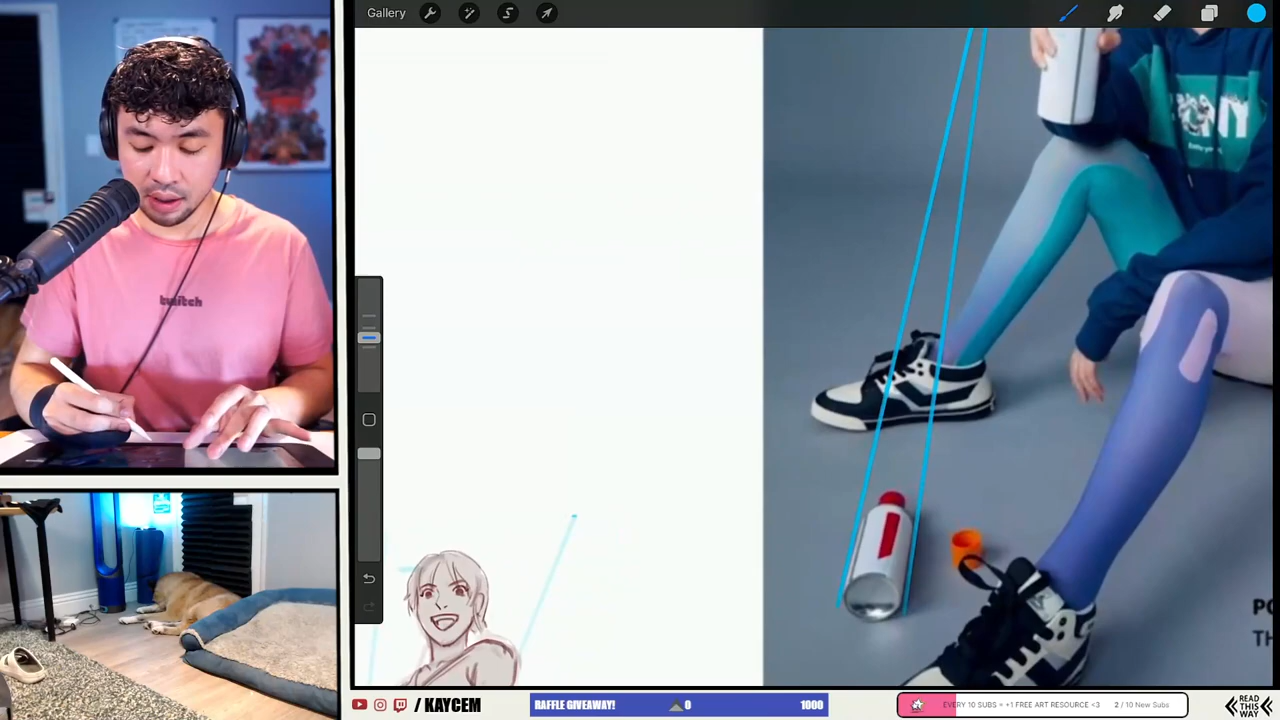 Gallery
twitch
/ KAYCEM
RAFFLE GIVEAWAY!
0
1000
EVERY 10 SUBS = +1 FREE ART RESOURCE <3
2 / 10 New Subs
READ
THIS
WAY